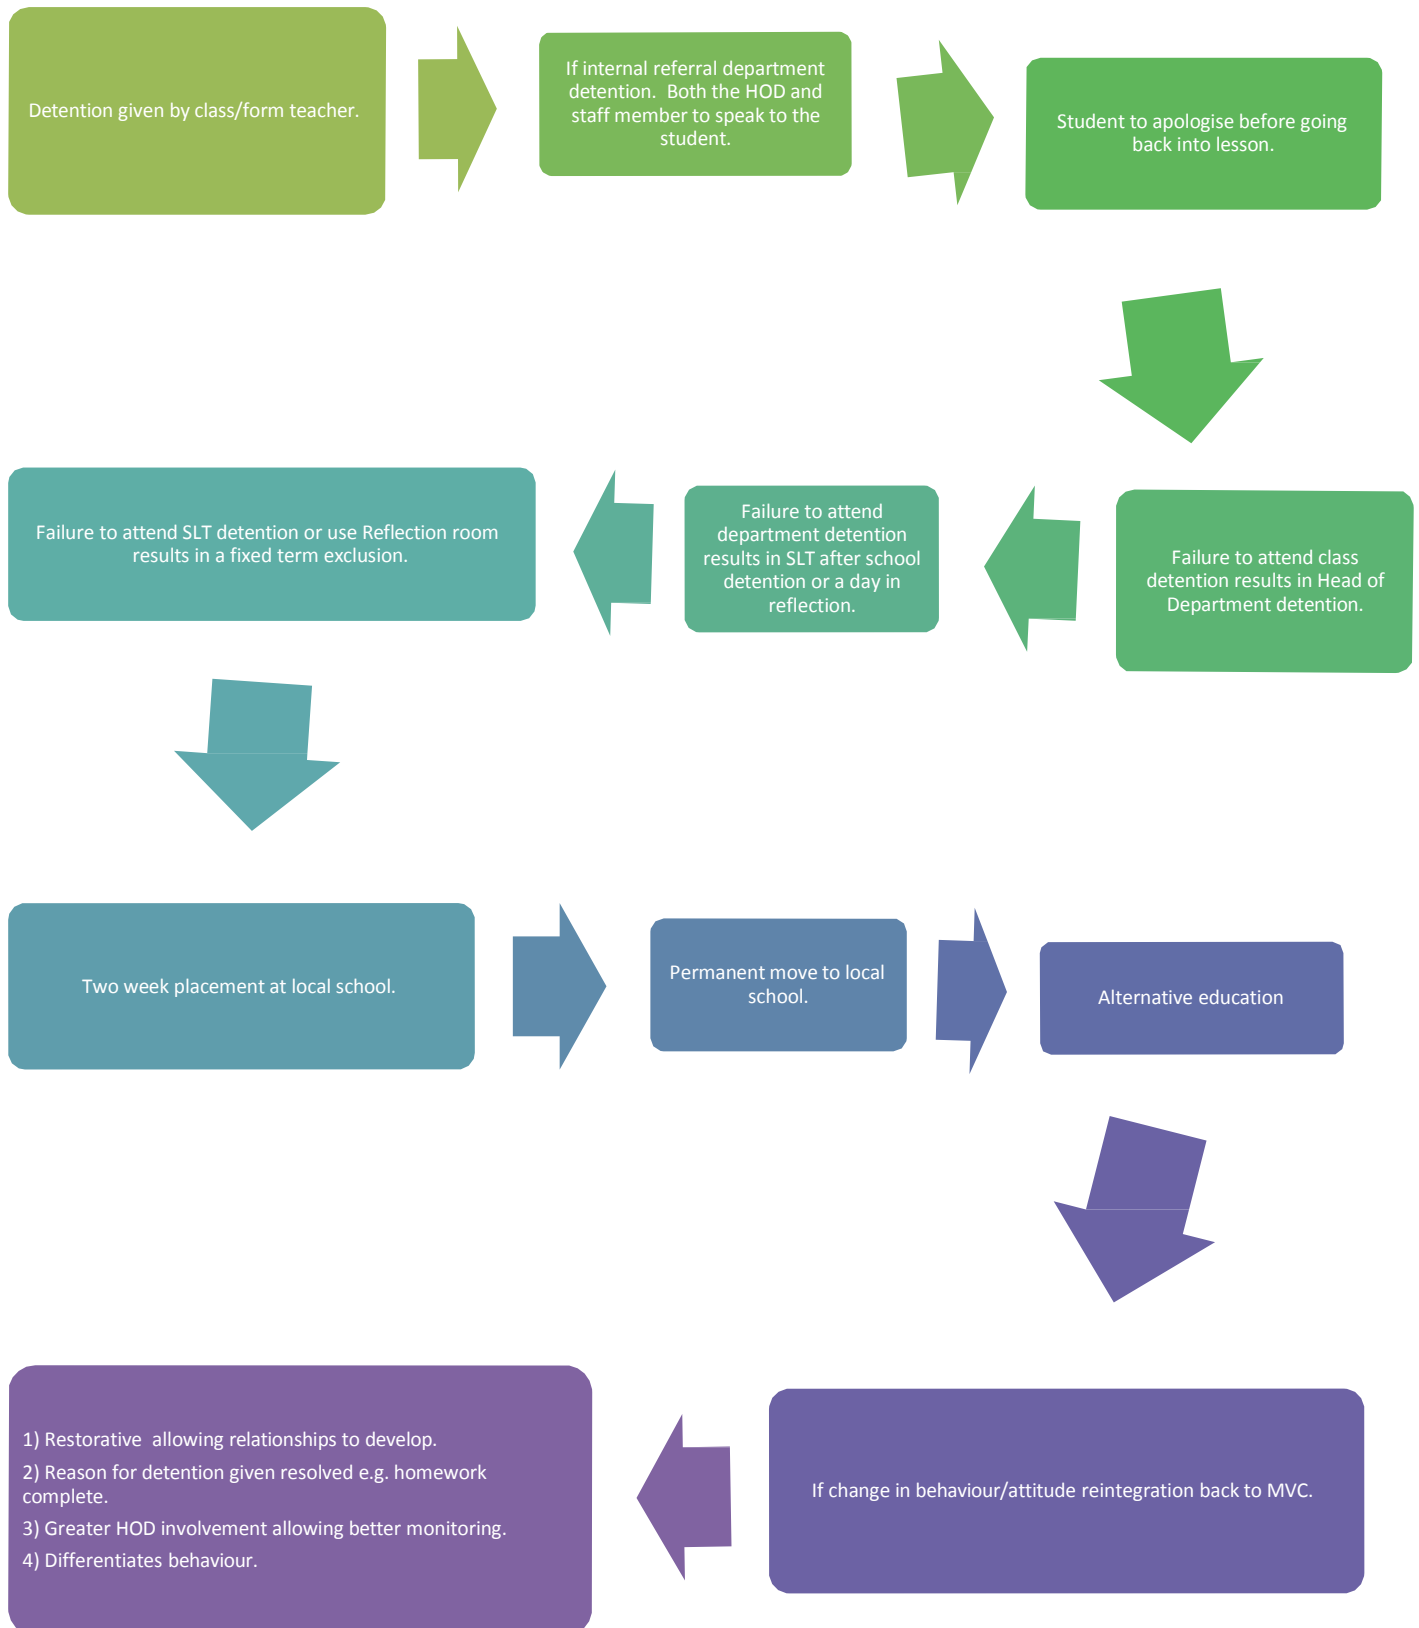 Detention given by class/form teacher.
If internal referral department
detention.  Both the HOD and
staff member to speak to the
student.
Student to apologise before going
back into lesson.
Failure to attend class
detention results in Head of
Department detention.
Failure to attend
department detention
results in SLT after school
detention or a day in
reflection.
Failure to attend SLT detention or use Reflection room
results in a fixed term exclusion.
Two week placement at local school.
Permanent move to local
school.
Alternative education
If change in behaviour/attitude reintegration back to MVC.
1) Restorative  allowing relationships to develop.
2) Reason for detention given resolved e.g. homework
complete.
3) Greater HOD involvement allowing better monitoring.
4) Differentiates behaviour.